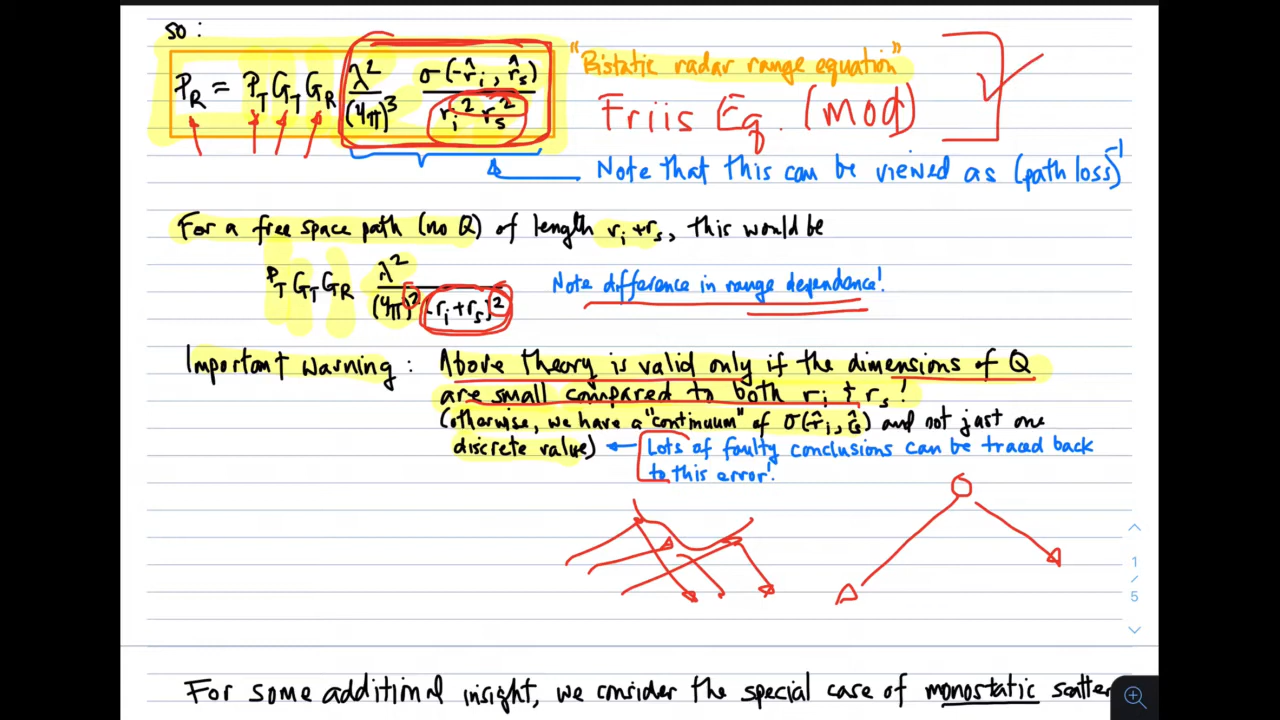 so:
P_R = P_T G_T G_R λ²/(4π)³ σ(-r̂_i, r̂_s)/(r_i² r_s²) "Bistatic radar range equation"
Friis Eq. (mod)
Note that this can be viewed as (path loss)⁻¹
For a free space path (no Q) of length r_i + r_s, this would be
P_T G_T G_R λ²/((4π)² (r_i + r_s)²) Note difference in range dependence!
Important Warning: Above theory is valid only if the dimensions of Q
are small compared to both r_i & r_s!
(otherwise, we have a "continuum" of σ(r̂_i, r̂_s) and not just one
discrete value) ← Lots of faulty conclusions can be traced back
to this error!
1
/
5
For some additional insight, we consider the special case of monostatic scatter